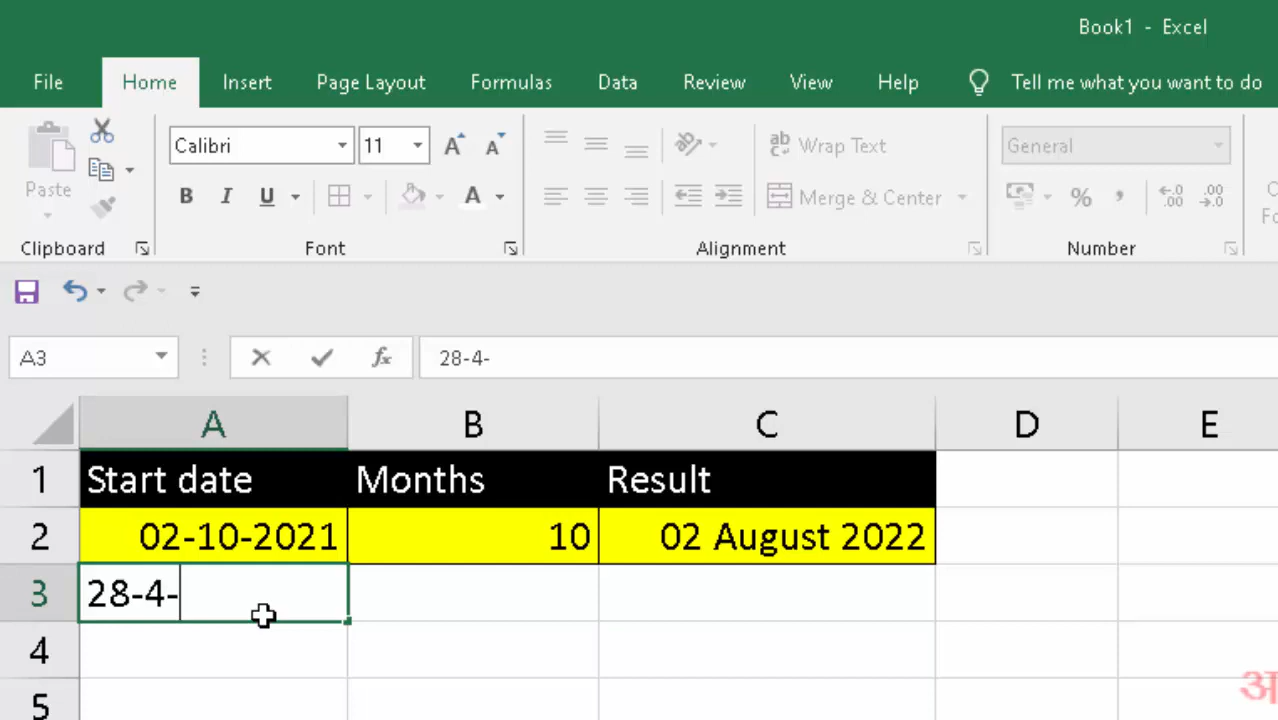 Book1 - Excel
File Home Insert Page Layout Formulas Data Review View Help Tell me what you want to do
Calibri 11 A A ab Wrap Text General
Paste B I U A Merge & Center % ,
Clipboard Font Alignment Number
A3 fx 28-4-
A B C D E
1 Start date Months Result
2 02-10-2021 10 02 August 2022
3 28-4-
4
5